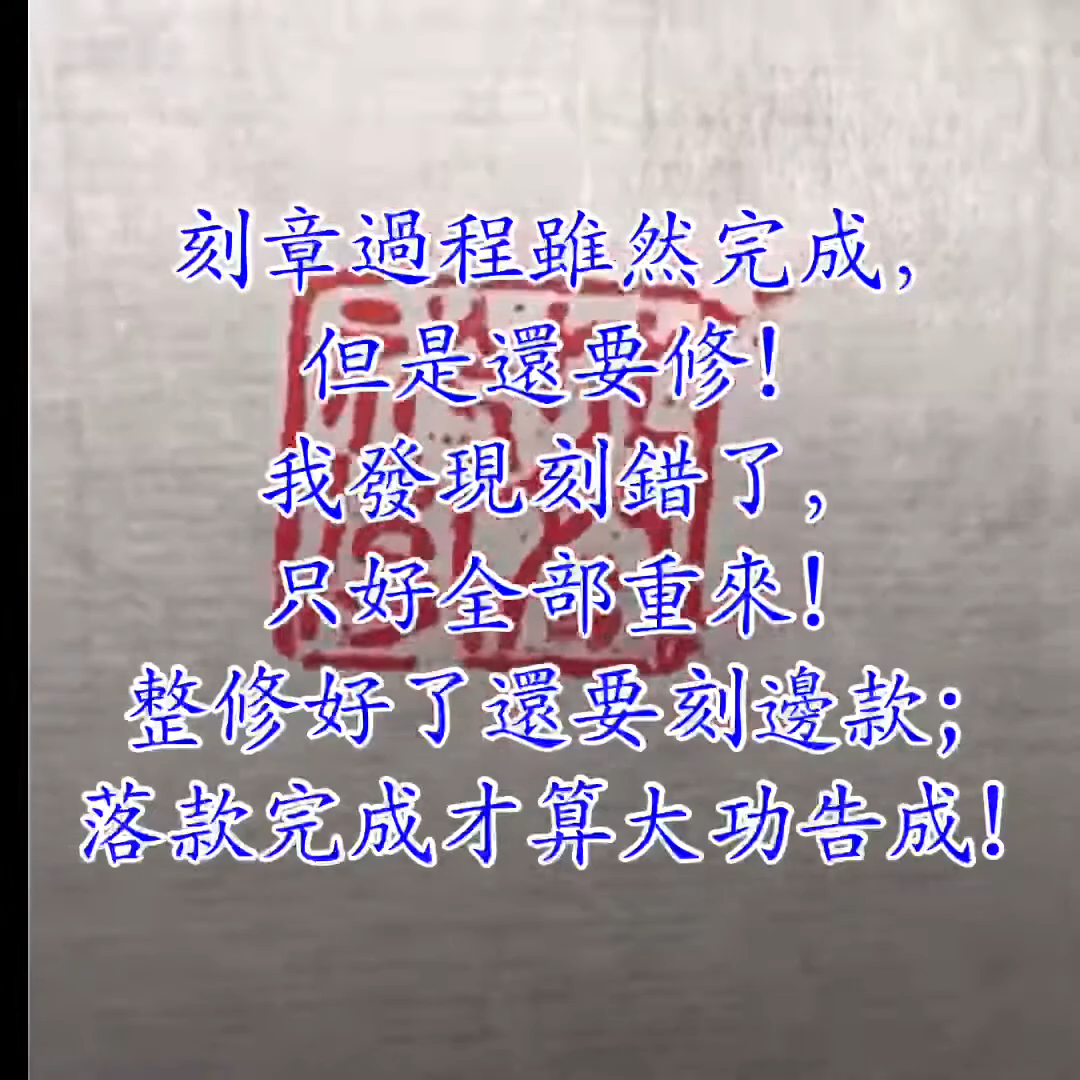 刻章過程雖然完成，
但是還要修！
我發現刻錯了，
只好全部重來！
整修好了還要刻邊款；
落款完成才算大功告成！